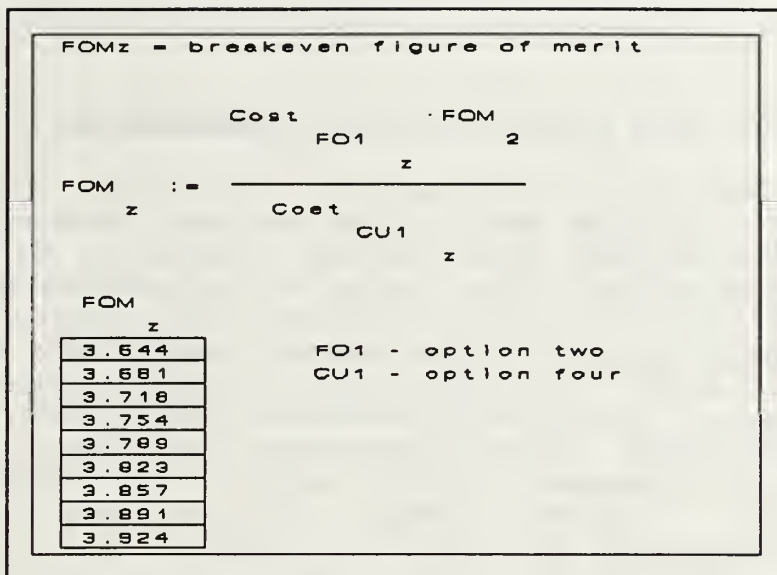 FOMz = breakeven figure of merit
Cost · FOM
FO1 2
z
FOM :=
z Cost
CU1
z
FOM
z
3.644 FO1 - option two
3.681 CU1 - option four
3.718
3.754
3.789
3.823
3.857
3.891
3.924